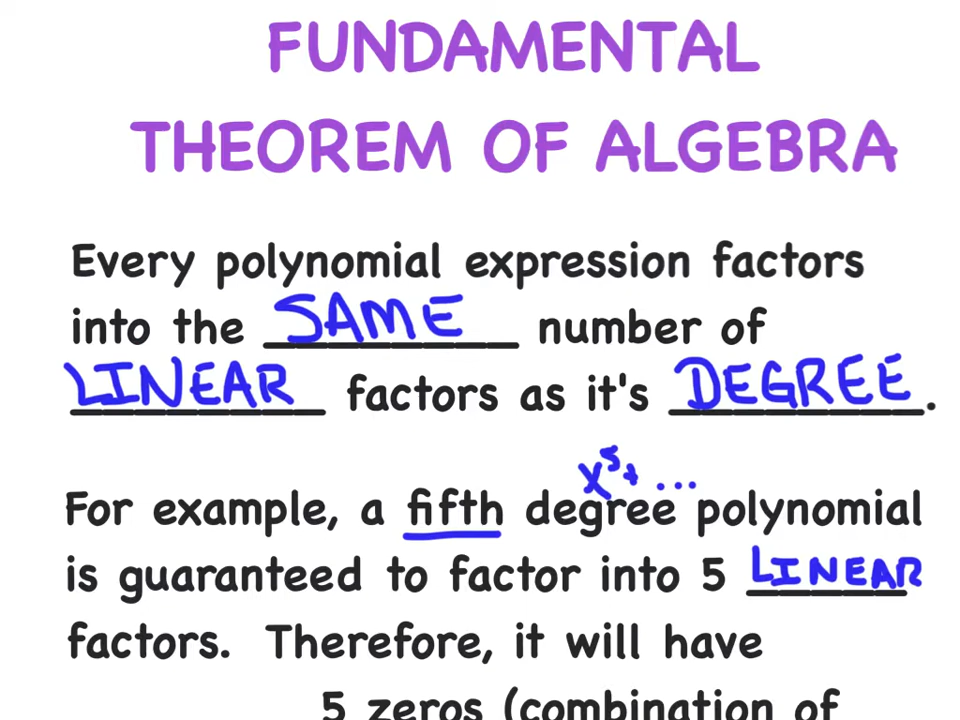 FUNDAMENTAL
THEOREM OF ALGEBRA
Every polynomial expression factors
into the SAME number of
LINEAR factors as it's DEGREE.
x⁵+ ...
For example, a fifth degree polynomial
is guaranteed to factor into 5 LINEAR
factors. Therefore, it will have
5 zeros (combination of